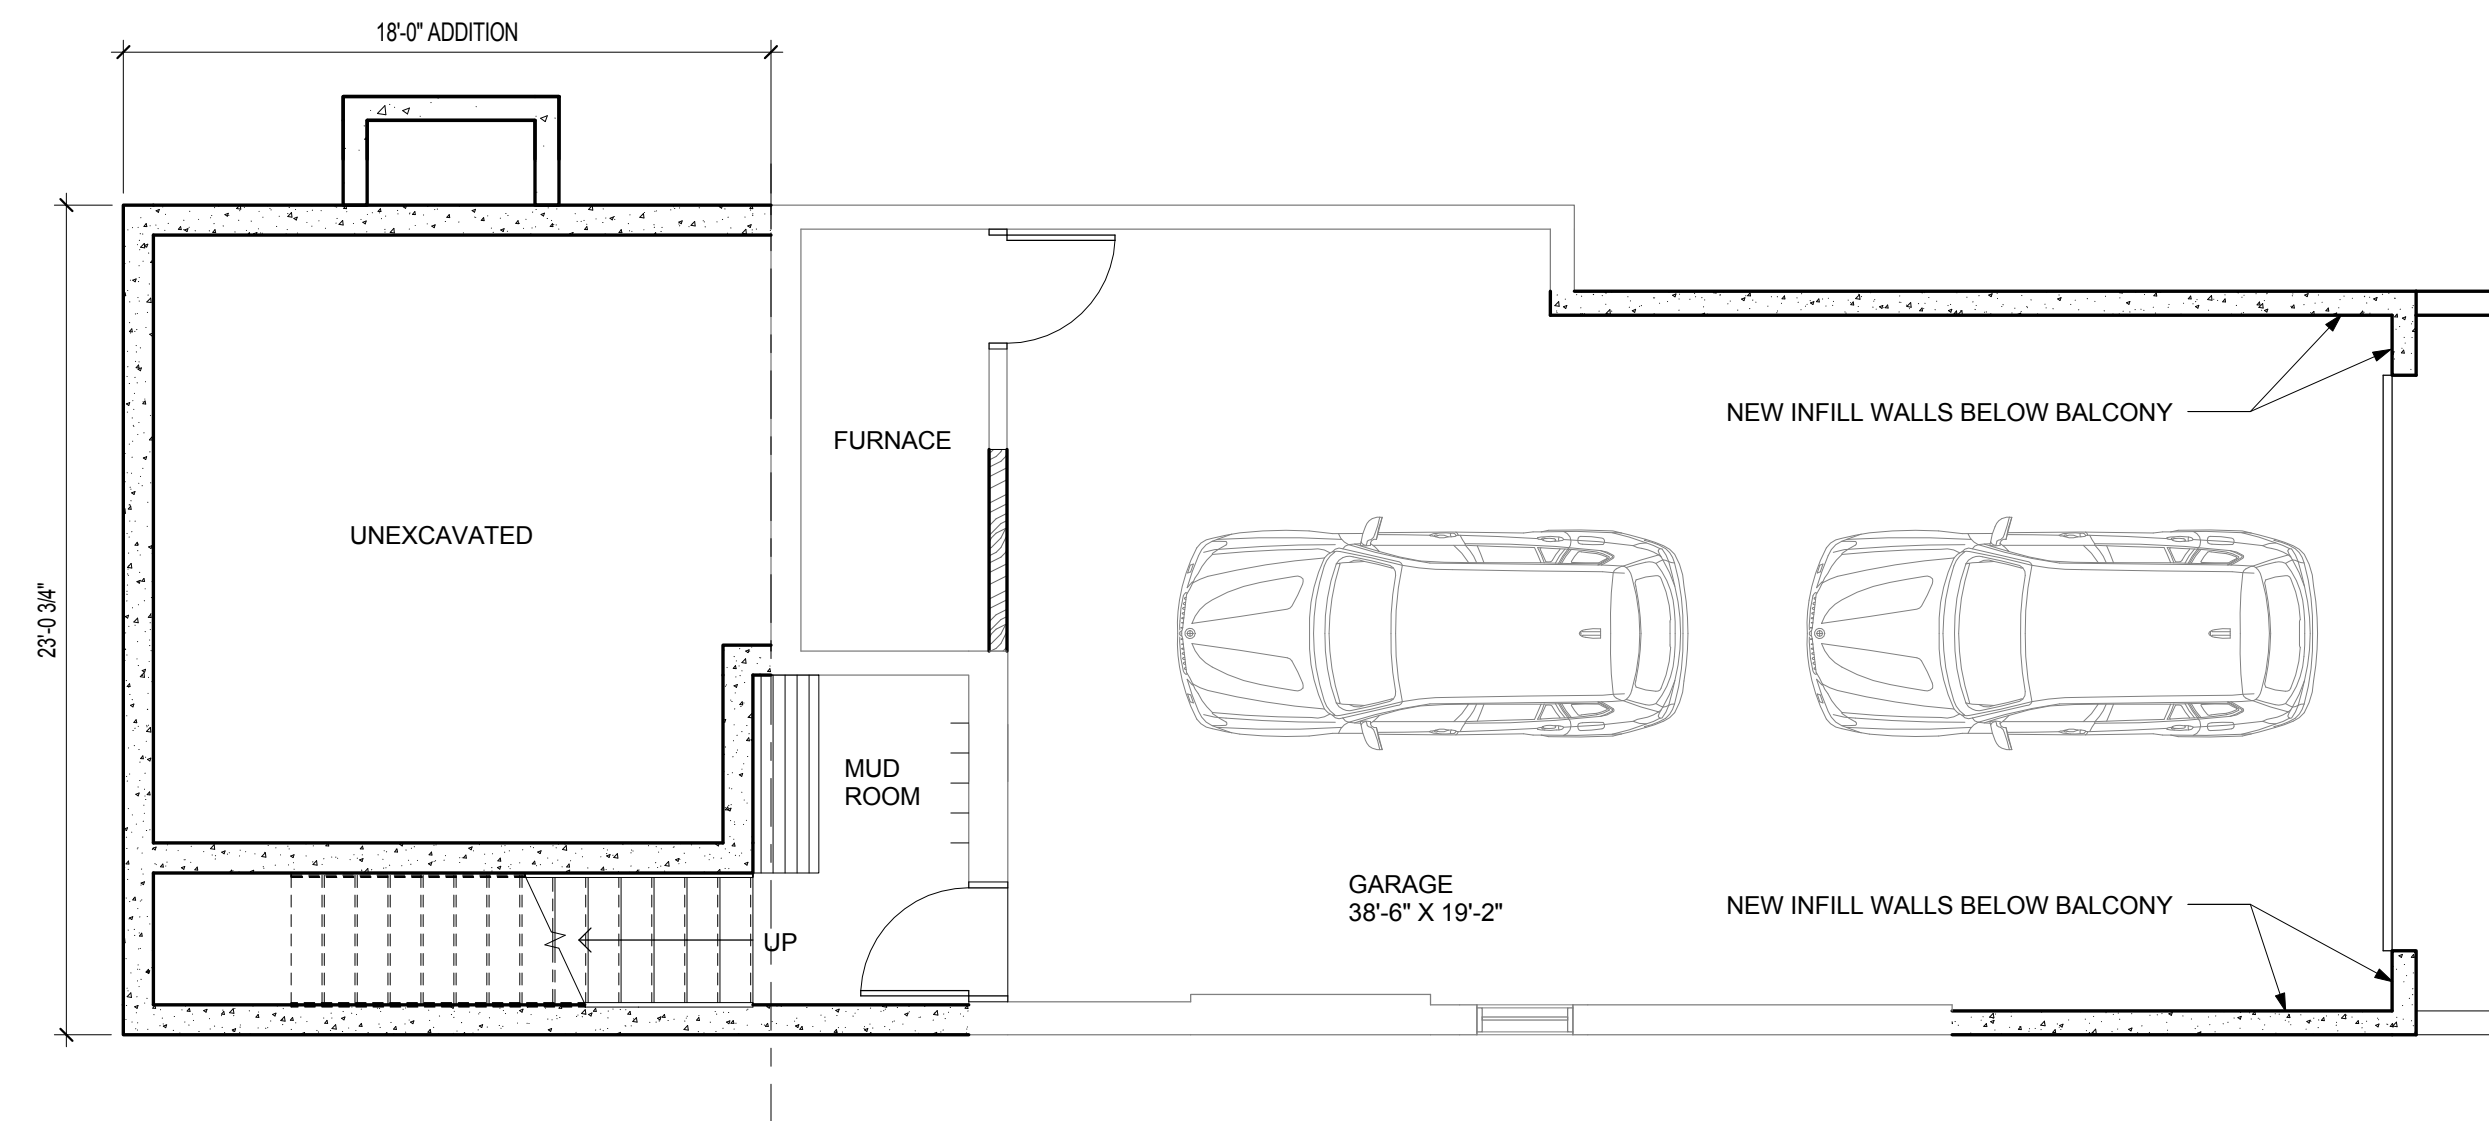 18'-0" ADDITION
NEW INFILL WALLS BELOW BALCONY
FURNACE
UNEXCAVATED
23'-0 3/4"
MUD
ROOM
GARAGE
38'-6" X 19'-2"
NEW INFILL WALLS BELOW BALCONY
UP